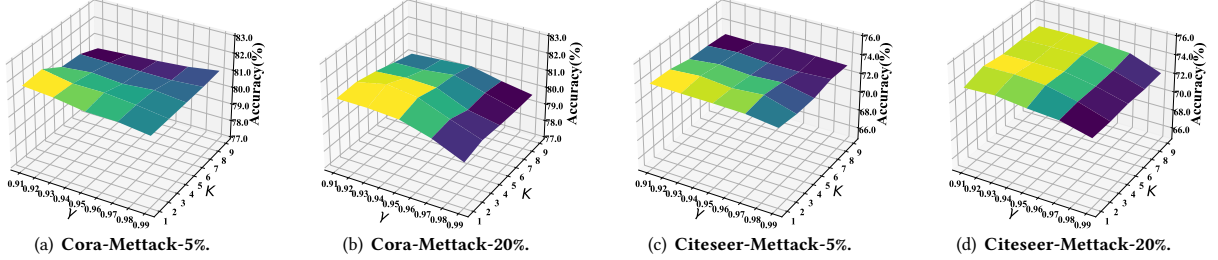 83.0
82.0
81.0
80.0
79.0
78.0
77.0
Accuracy(%)
0.91 0.92 0.93 0.94 0.95 0.96 0.97 0.98 0.99
γ
1 2 3 4 5 6 7 8 9
K
(a) Cora-Mettack-5%.
83.0
82.0
81.0
80.0
79.0
78.0
77.0
Accuracy(%)
0.91 0.92 0.93 0.94 0.95 0.96 0.97 0.98 0.99
γ
1 2 3 4 5 6 7 8 9
K
(b) Cora-Mettack-20%.
76.0
74.0
72.0
70.0
68.0
66.0
Accuracy(%)
0.91 0.92 0.93 0.94 0.95 0.96 0.97 0.98 0.99
γ
1 2 3 4 5 6 7 8 9
K
(c) Citeseer-Mettack-5%.
76.0
74.0
72.0
70.0
68.0
66.0
Accuracy(%)
0.91 0.92 0.93 0.94 0.95 0.96 0.97 0.98 0.99
γ
1 2 3 4 5 6 7 8 9
K
(d) Citeseer-Mettack-20%.